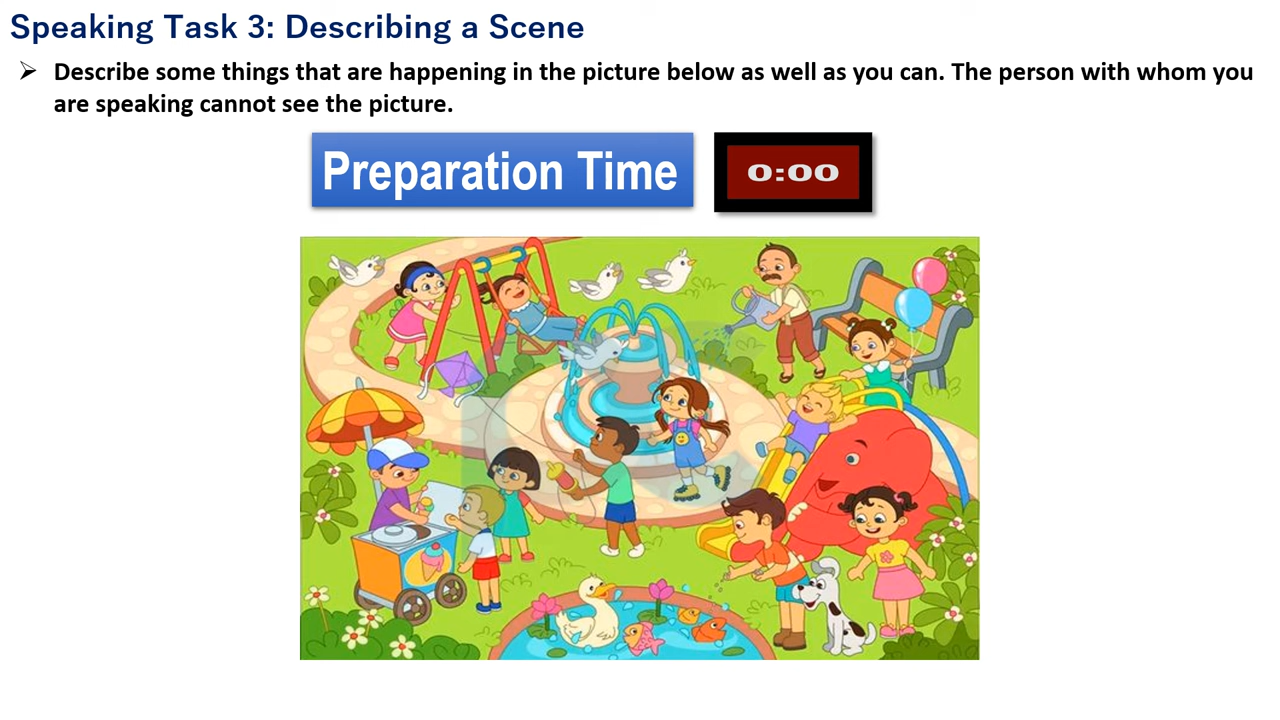 Speaking Task 3: Describing a Scene
Describe some things that are happening in the picture below as well as you can. The person with whom you
are speaking cannot see the picture.
Preparation Time
0:00